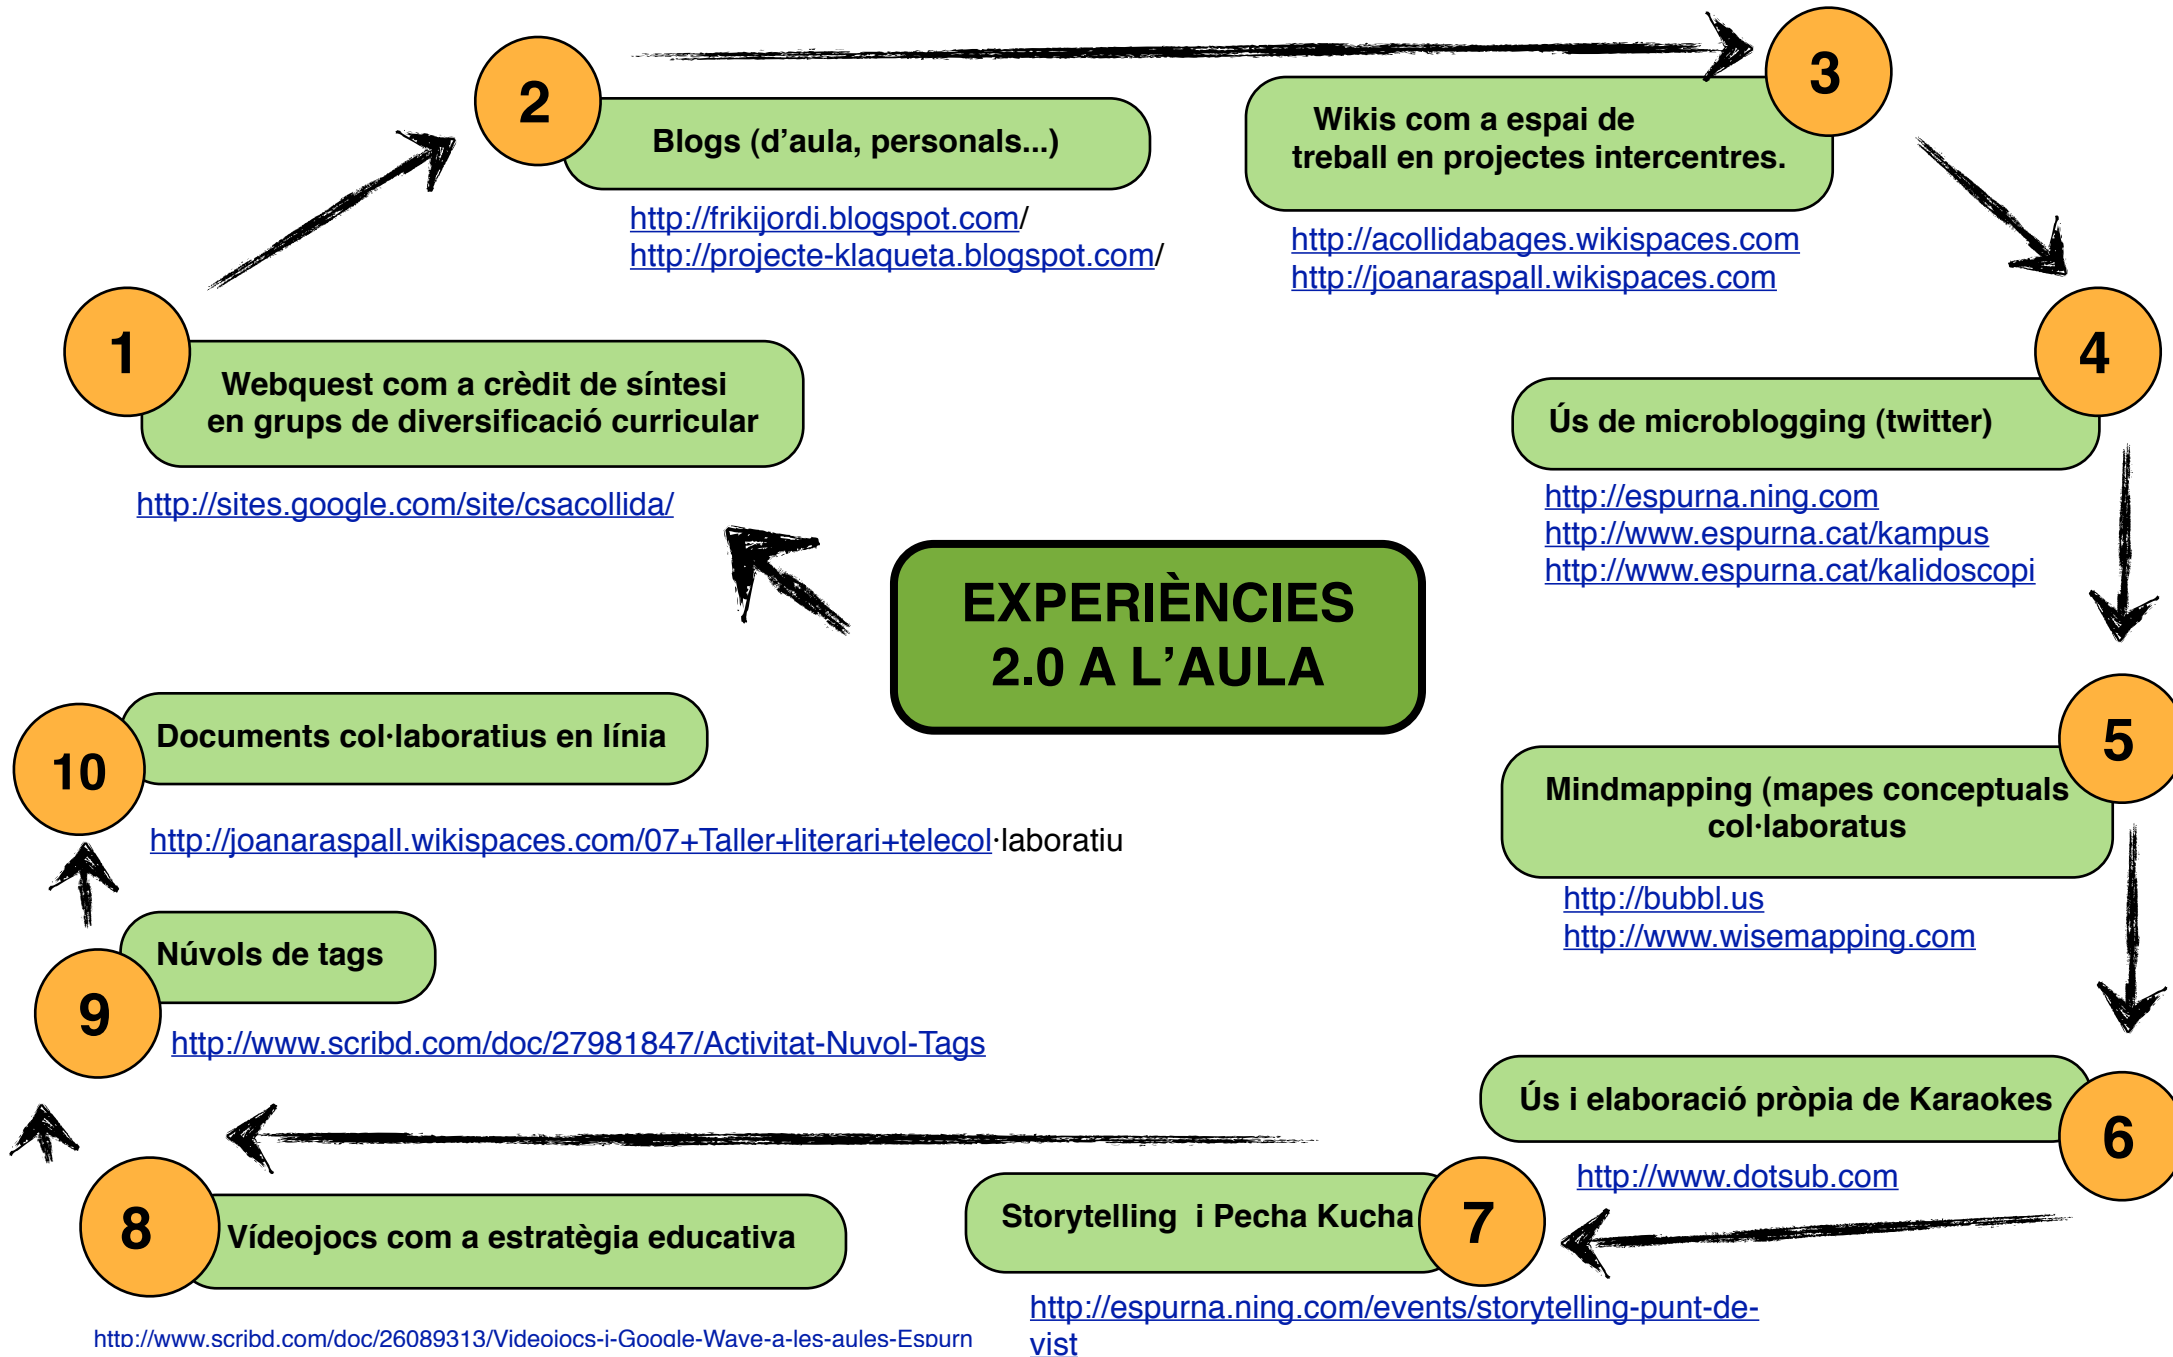 EXPERIÈNCIES
2.0 A L’AULA
1
Webquest com a crèdit de síntesi
en grups de diversificació curricular
http://sites.google.com/site/csacollida/
2
Blogs (d’aula, personals...)
http://frikijordi.blogspot.com/
http://projecte-klaqueta.blogspot.com/
3
Wikis com a espai de
treball en projectes intercentres.
http://acollidabages.wikispaces.com
http://joanaraspall.wikispaces.com
4
Ús de microblogging (twitter)
http://espurna.ning.com
http://www.espurna.cat/kampus
http://www.espurna.cat/kalidoscopi
5
Mindmapping (mapes conceptuals
col·laboratus
http://bubbl.us
http://www.wisemapping.com
6
Ús i elaboració pròpia de Karaokes
http://www.dotsub.com
7
Storytelling i Pecha Kucha
http://espurna.ning.com/events/storytelling-punt-de-
vist
8
Vídeojocs com a estratègia educativa
http://www.scribd.com/doc/26089313/Videojocs-i-Google-Wave-a-les-aules-Espurn
9
Núvols de tags
http://www.scribd.com/doc/27981847/Activitat-Nuvol-Tags
10
Documents col·laboratius en línia
http://joanaraspall.wikispaces.com/07+Taller+literari+telecol·laboratiu